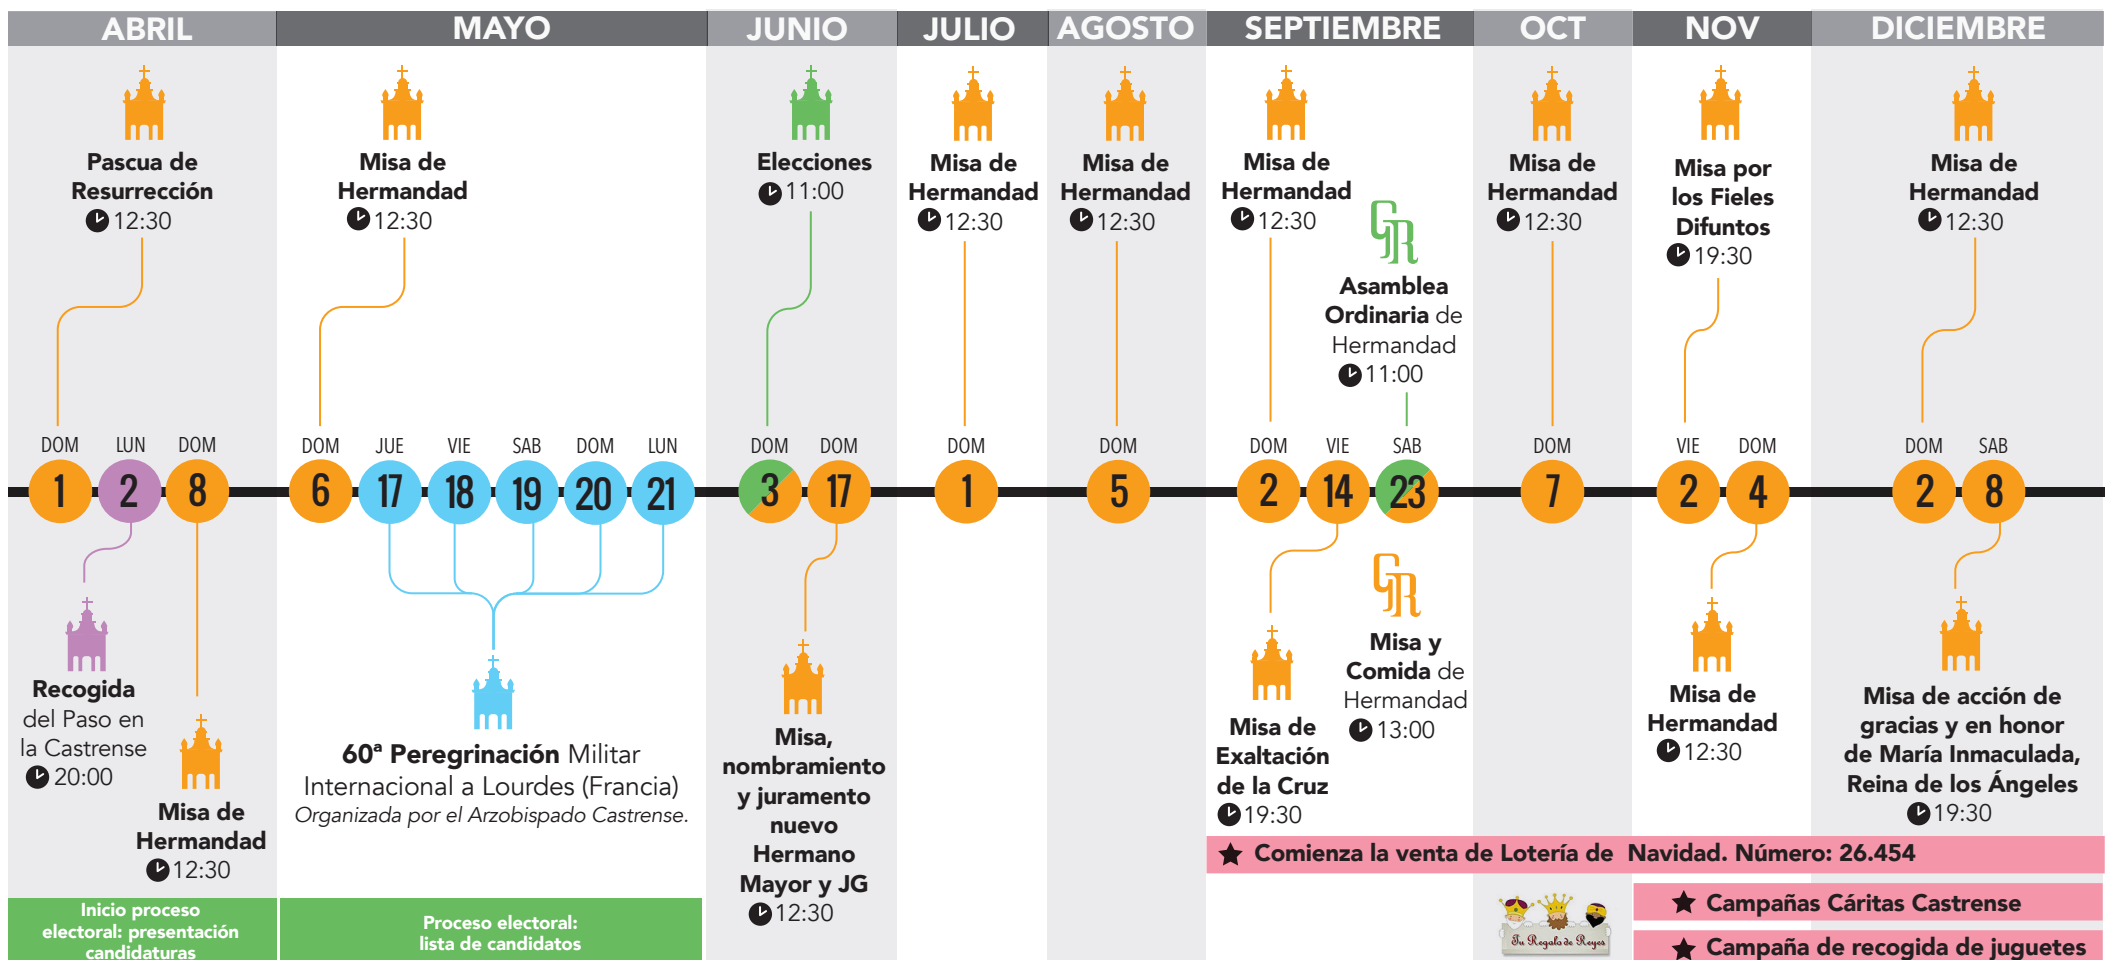 ABRIL
MAYO
JUNIO
JULIO
AGOSTO
SEPTIEMBRE
OCT
NOV
DICIEMBRE
Pascua de
Resurrección
12:30
Misa de
Hermandad
12:30
Elecciones
11:00
Misa de
Hermandad
12:30
Misa de
Hermandad
12:30
Misa de
Hermandad
12:30
GR
Asamblea
Ordinaria de
Hermandad
11:00
Misa de
Hermandad
12:30
Misa por
los Fieles
Difuntos
19:30
Misa de
Hermandad
12:30
DOM LUN DOM
DOM JUE VIE SAB DOM LUN
DOM DOM
DOM
DOM
DOM VIE SAB
DOM
VIE DOM
DOM SAB
1 2 8
6 17 18 19 20 21
3 17
1
5
2 14 23
7
2 4
2 8
Recogida
del Paso en
la Castrense
20:00
Misa de
Hermandad
12:30
60ª Peregrinación Militar
Internacional a Lourdes (Francia)
Organizada por el Arzobispado Castrense.
Misa,
nombramiento
y juramento
nuevo
Hermano
Mayor y JG
12:30
Misa de
Exaltación
de la Cruz
19:30
GR
Misa y
Comida de
Hermandad
13:00
Misa de
Hermandad
12:30
Misa de acción de
gracias y en honor
de María Inmaculada,
Reina de los Ángeles
19:30
Comienza la venta de Lotería de Navidad. Número: 26.454
Campañas Cáritas Castrense
Campaña de recogida de juguetes
Tu Regalo de Reyes
Inicio proceso
electoral: presentación
candidaturas
Proceso electoral:
lista de candidatos